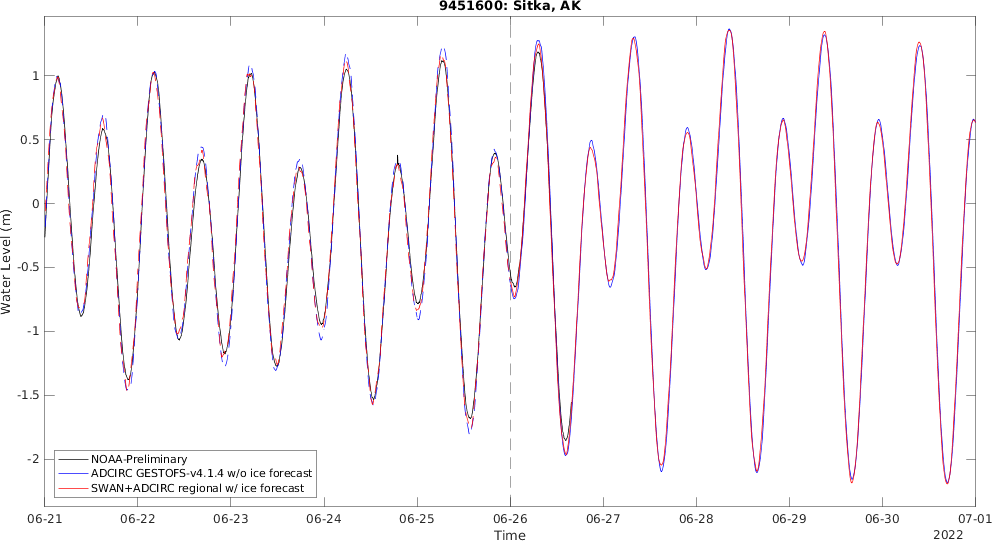 9451600: Sitka, AK
Water Level (m)
1
0.5
0
-0.5
-1
-1.5
-2
NOAA-Preliminary
ADCIRC GESTOFS-v4.1.4 w/o ice forecast
SWAN+ADCIRC regional w/ ice forecast
06-21 06-22 06-23 06-24 06-25 06-26 06-27 06-28 06-29 06-30 07-01
Time
2022